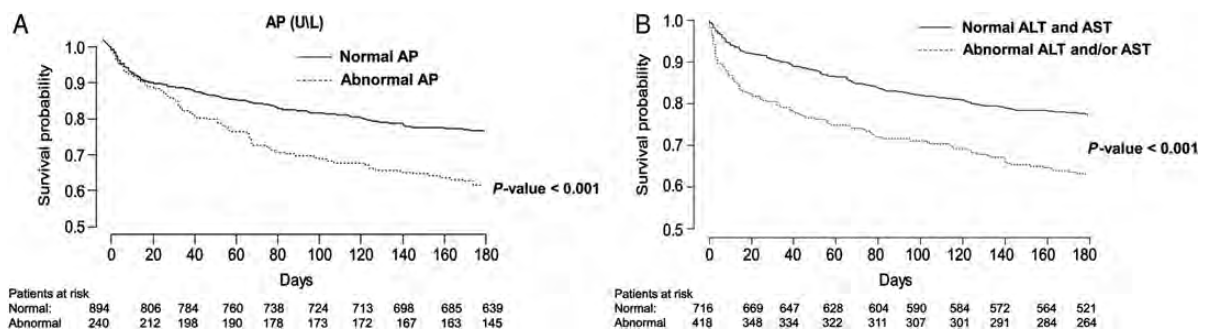 A
AP (U\L)
Normal AP
Abnormal AP
Survival probability
1.0
0.9
0.8
0.7
0.6
0.5
P-value < 0.001
0 20 40 60 80 100 120 140 160 180
Days
Patients at risk
Normal: 894 806 784 760 738 724 713 698 685 639
Abnormal 240 212 198 190 178 173 172 167 163 145
B
Normal ALT and AST
Abnormal ALT and/or AST
Survival probability
1.0
0.9
0.8
0.7
0.6
0.5
P-value < 0.001
0 20 40 60 80 100 120 140 160 180
Days
Patients at risk
Normal: 716 669 647 628 604 590 584 572 564 521
Abnormal 418 348 334 322 311 307 301 291 284 264